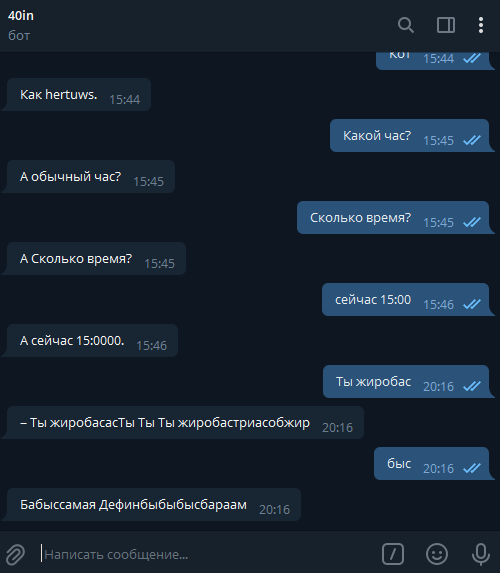 40in
бот
Кот 15:44
Как hertuws. 15:44
Какой час? 15:45
А обычный час? 15:45
Сколько время? 15:45
А Сколько время? 15:45
сейчас 15:00 15:46
А сейчас 15:0000. 15:46
Ты жиробас 20:16
– Ты жиробасасТы Ты Ты жиробастриасобжир 20:16
быс 20:16
Бабыссамая Дефинбыбыбысбараам 20:16
Написать сообщение...